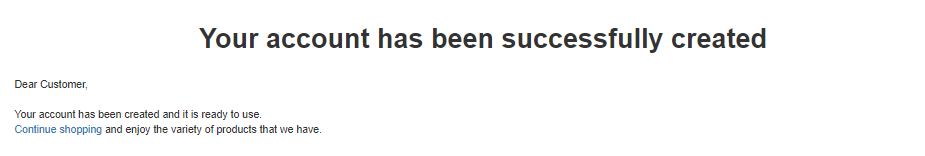 Your account has been successfully created
Dear Customer,
Your account has been created and it is ready to use.
Continue shopping and enjoy the variety of products that we have.